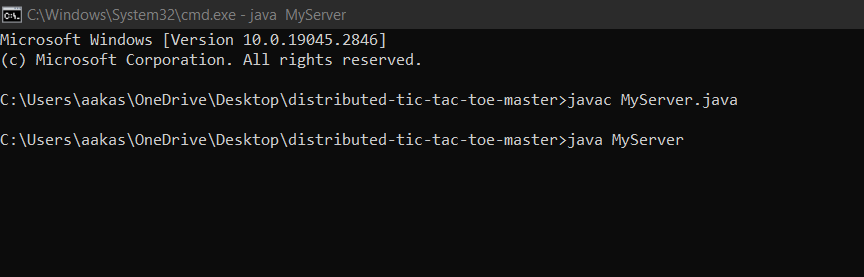 C:\Windows\System32\cmd.exe - java  MyServer
Microsoft Windows [Version 10.0.19045.2846]
(c) Microsoft Corporation. All rights reserved.
C:\Users\aakas\OneDrive\Desktop\distributed-tic-tac-toe-master>javac MyServer.java
C:\Users\aakas\OneDrive\Desktop\distributed-tic-tac-toe-master>java MyServer